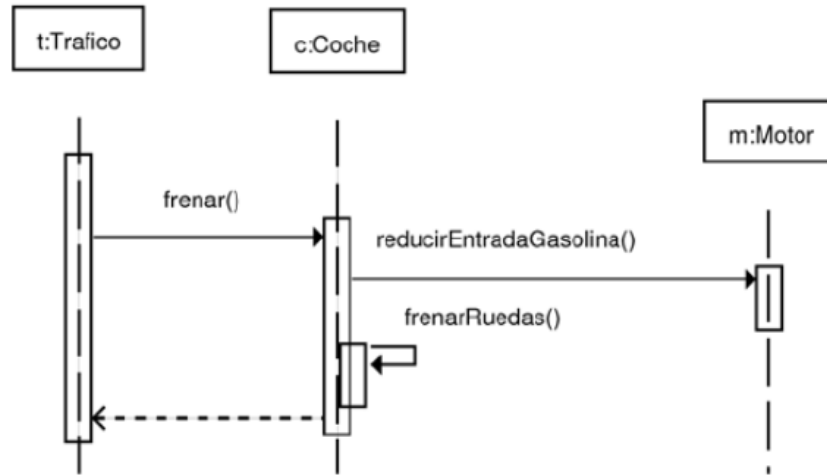 t:Trafico
c:Coche
m:Motor
frenar()
reducirEntradaGasolina()
frenarRuedas()